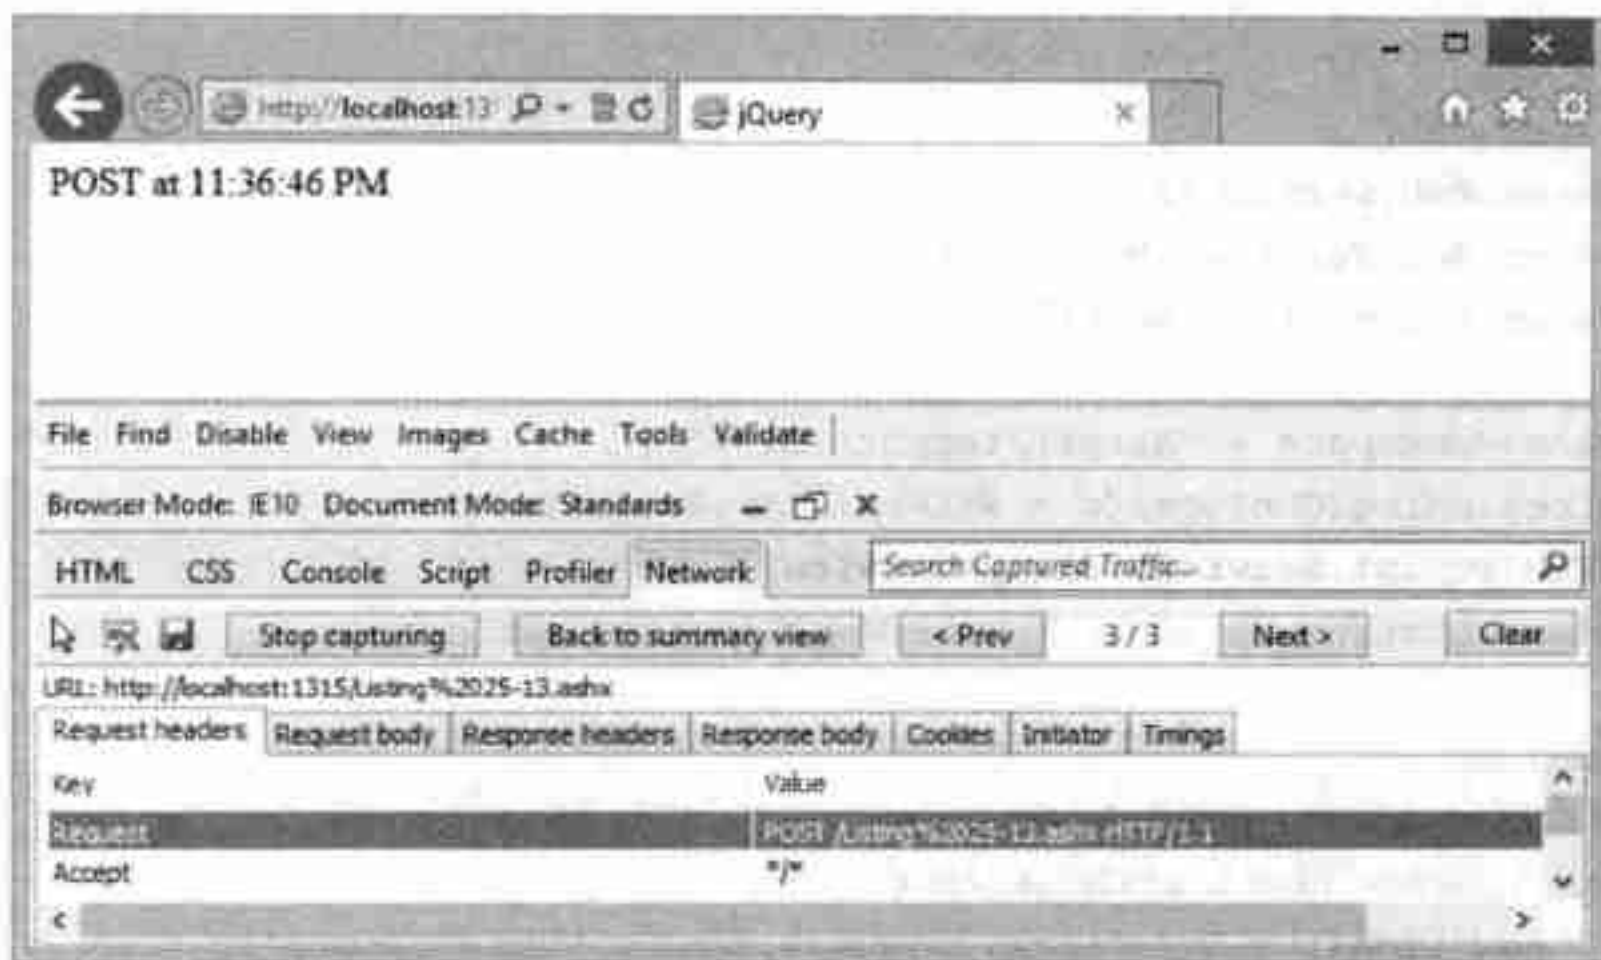 http://localhost:13
jQuery
POST at 11:36:46 PM
File Find Disable View Images Cache Tools Validate
Browser Mode: IE10 Document Mode: Standards
HTML CSS Console Script Profiler Network Search Captured Traffic...
Stop capturing Back to summary view < Prev 3 / 3 Next > Clear
URL: http://localhost:1315/Listing%2025-13.ashx
Request headers Request body Response headers Response body Cookies Initiator Timings
Key Value
Request POST /Listing%2025-13.ashx HTTP/1.1
Accept */*